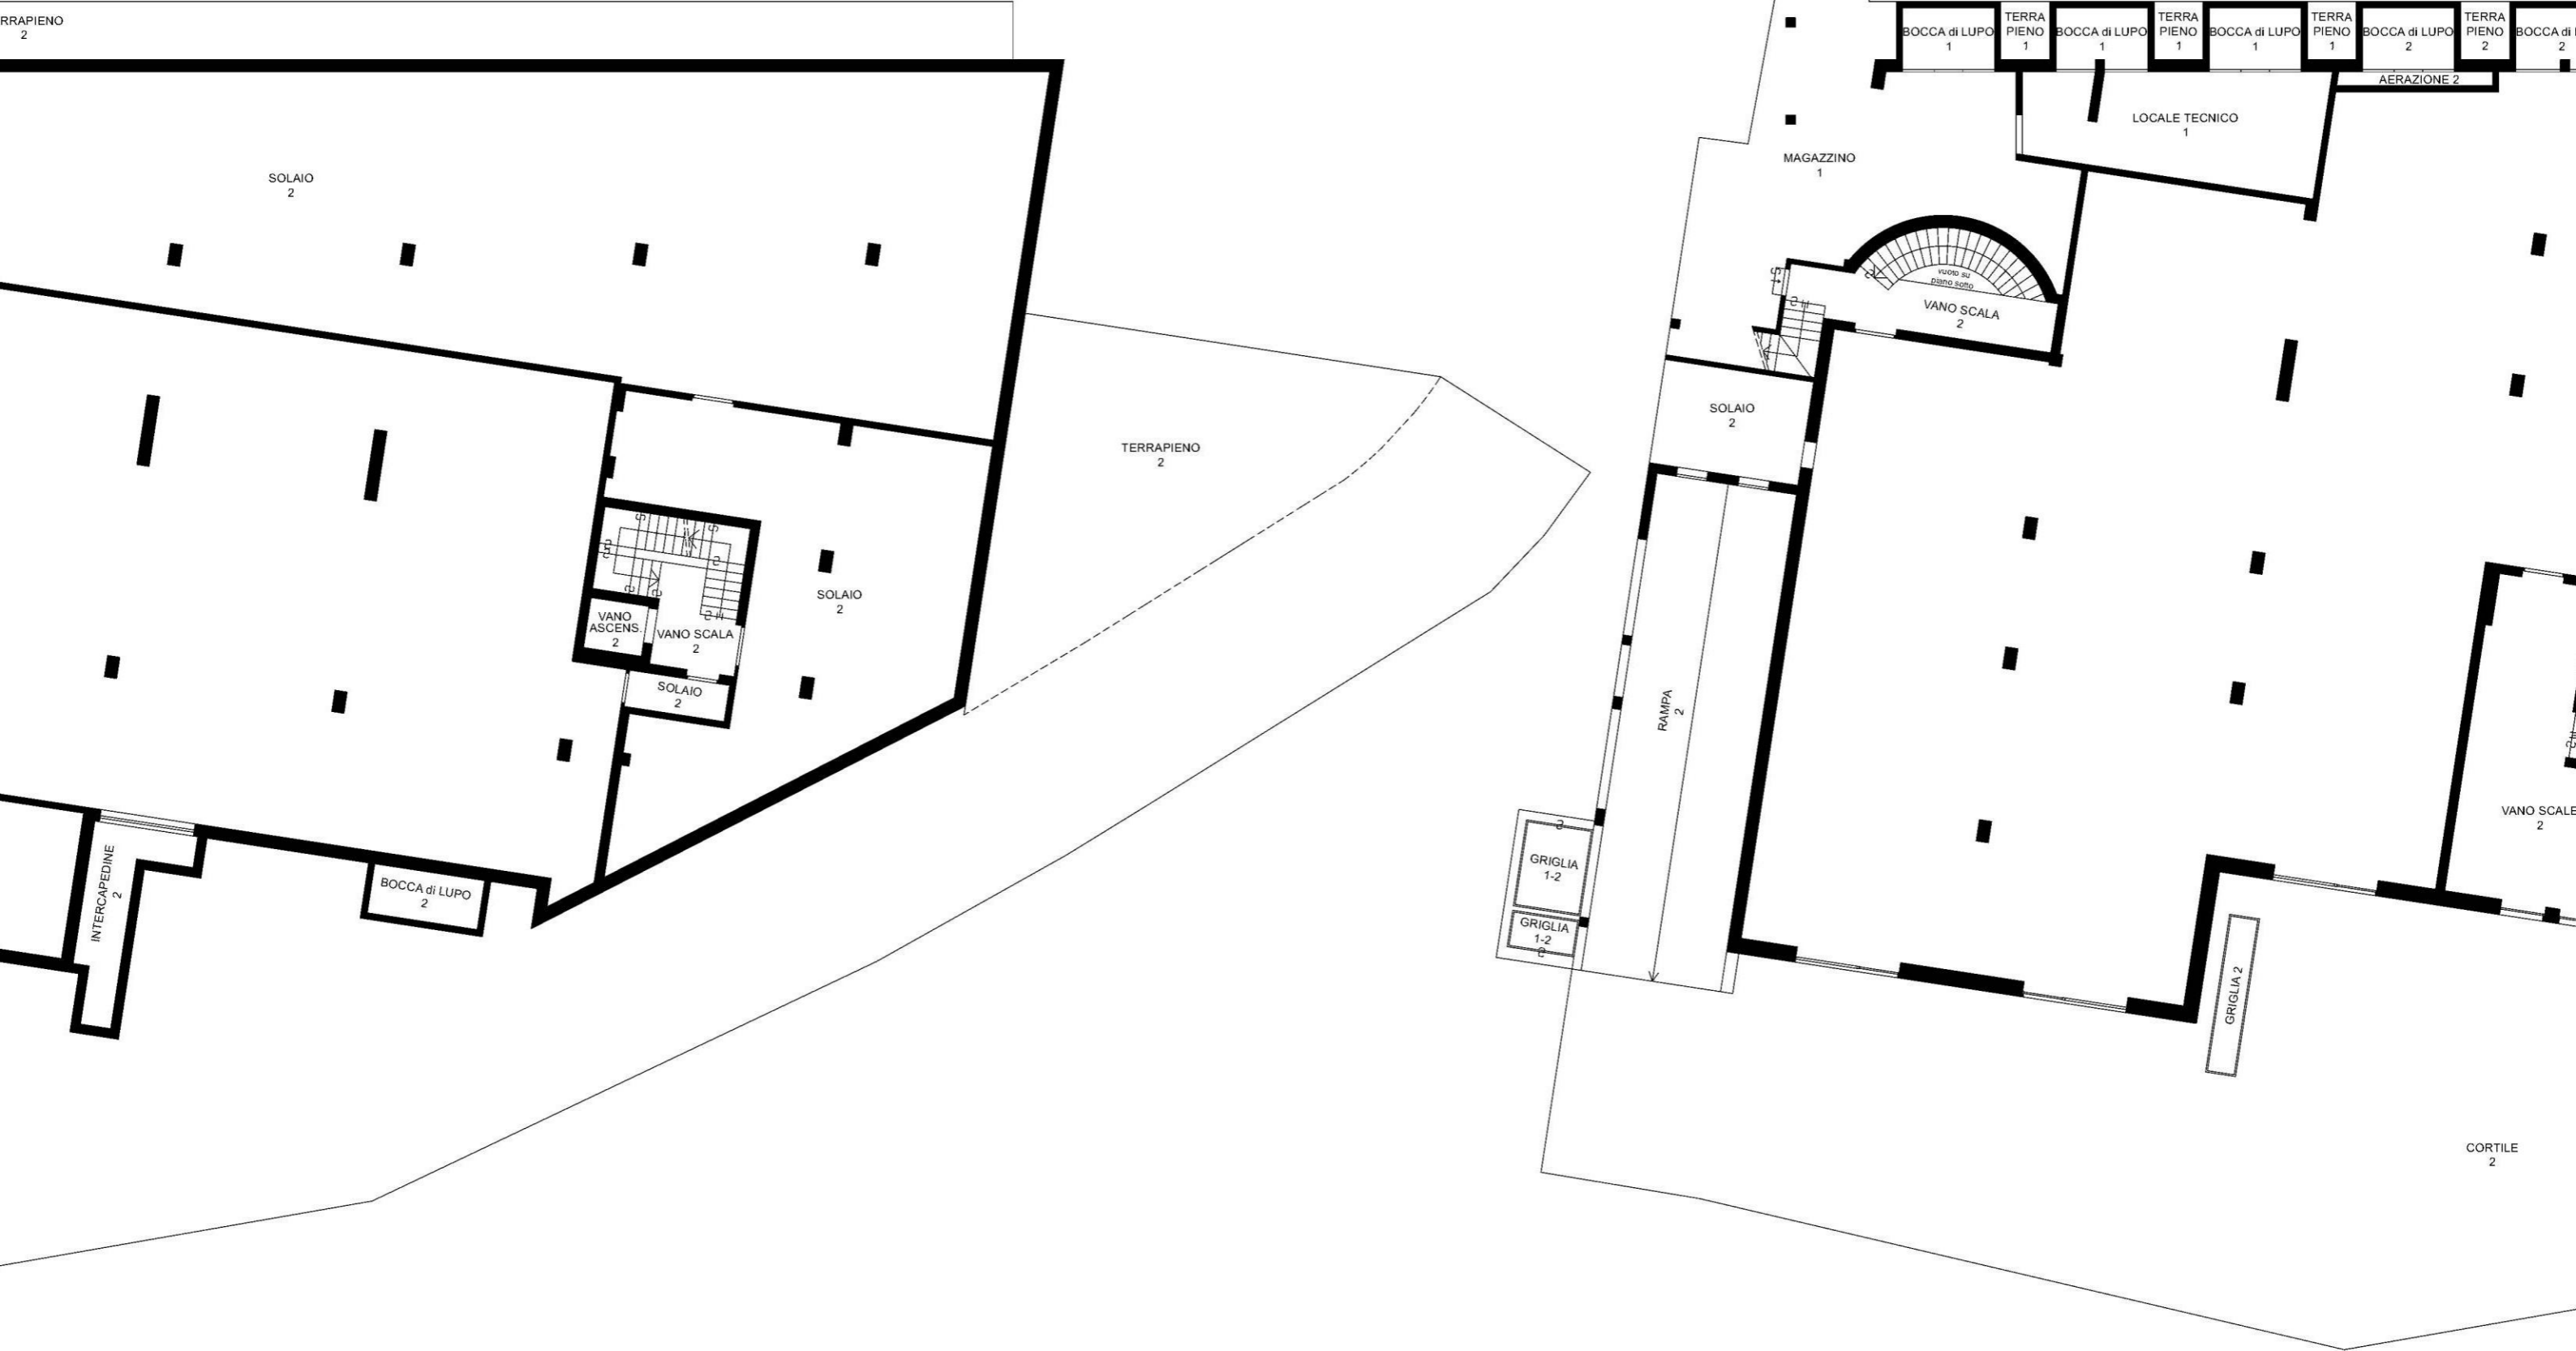 RRAPIENO
2
SOLAIO
2
TERRAPIENO
2
SOLAIO
2
VANO
ASCENS.
2
VANO SCALA
2
SOLAIO
2
INTERCAPEDINE
2
BOCCA di LUPO
2
BOCCA di LUPO
1
TERRA
PIENO
1
BOCCA di LUPO
1
TERRA
PIENO
1
BOCCA di LUPO
1
TERRA
PIENO
1
BOCCA di LUPO
2
TERRA
PIENO
2
BOCCA di
2
AERAZIONE 2
LOCALE TECNICO
1
MAGAZZINO
1
vuoto su
piano sotto
VANO SCALA
2
SOLAIO
2
RAMPA
2
GRIGLIA
1-2
GRIGLIA
1-2
VANO SCALE
2
GRIGLIA 2
CORTILE
2